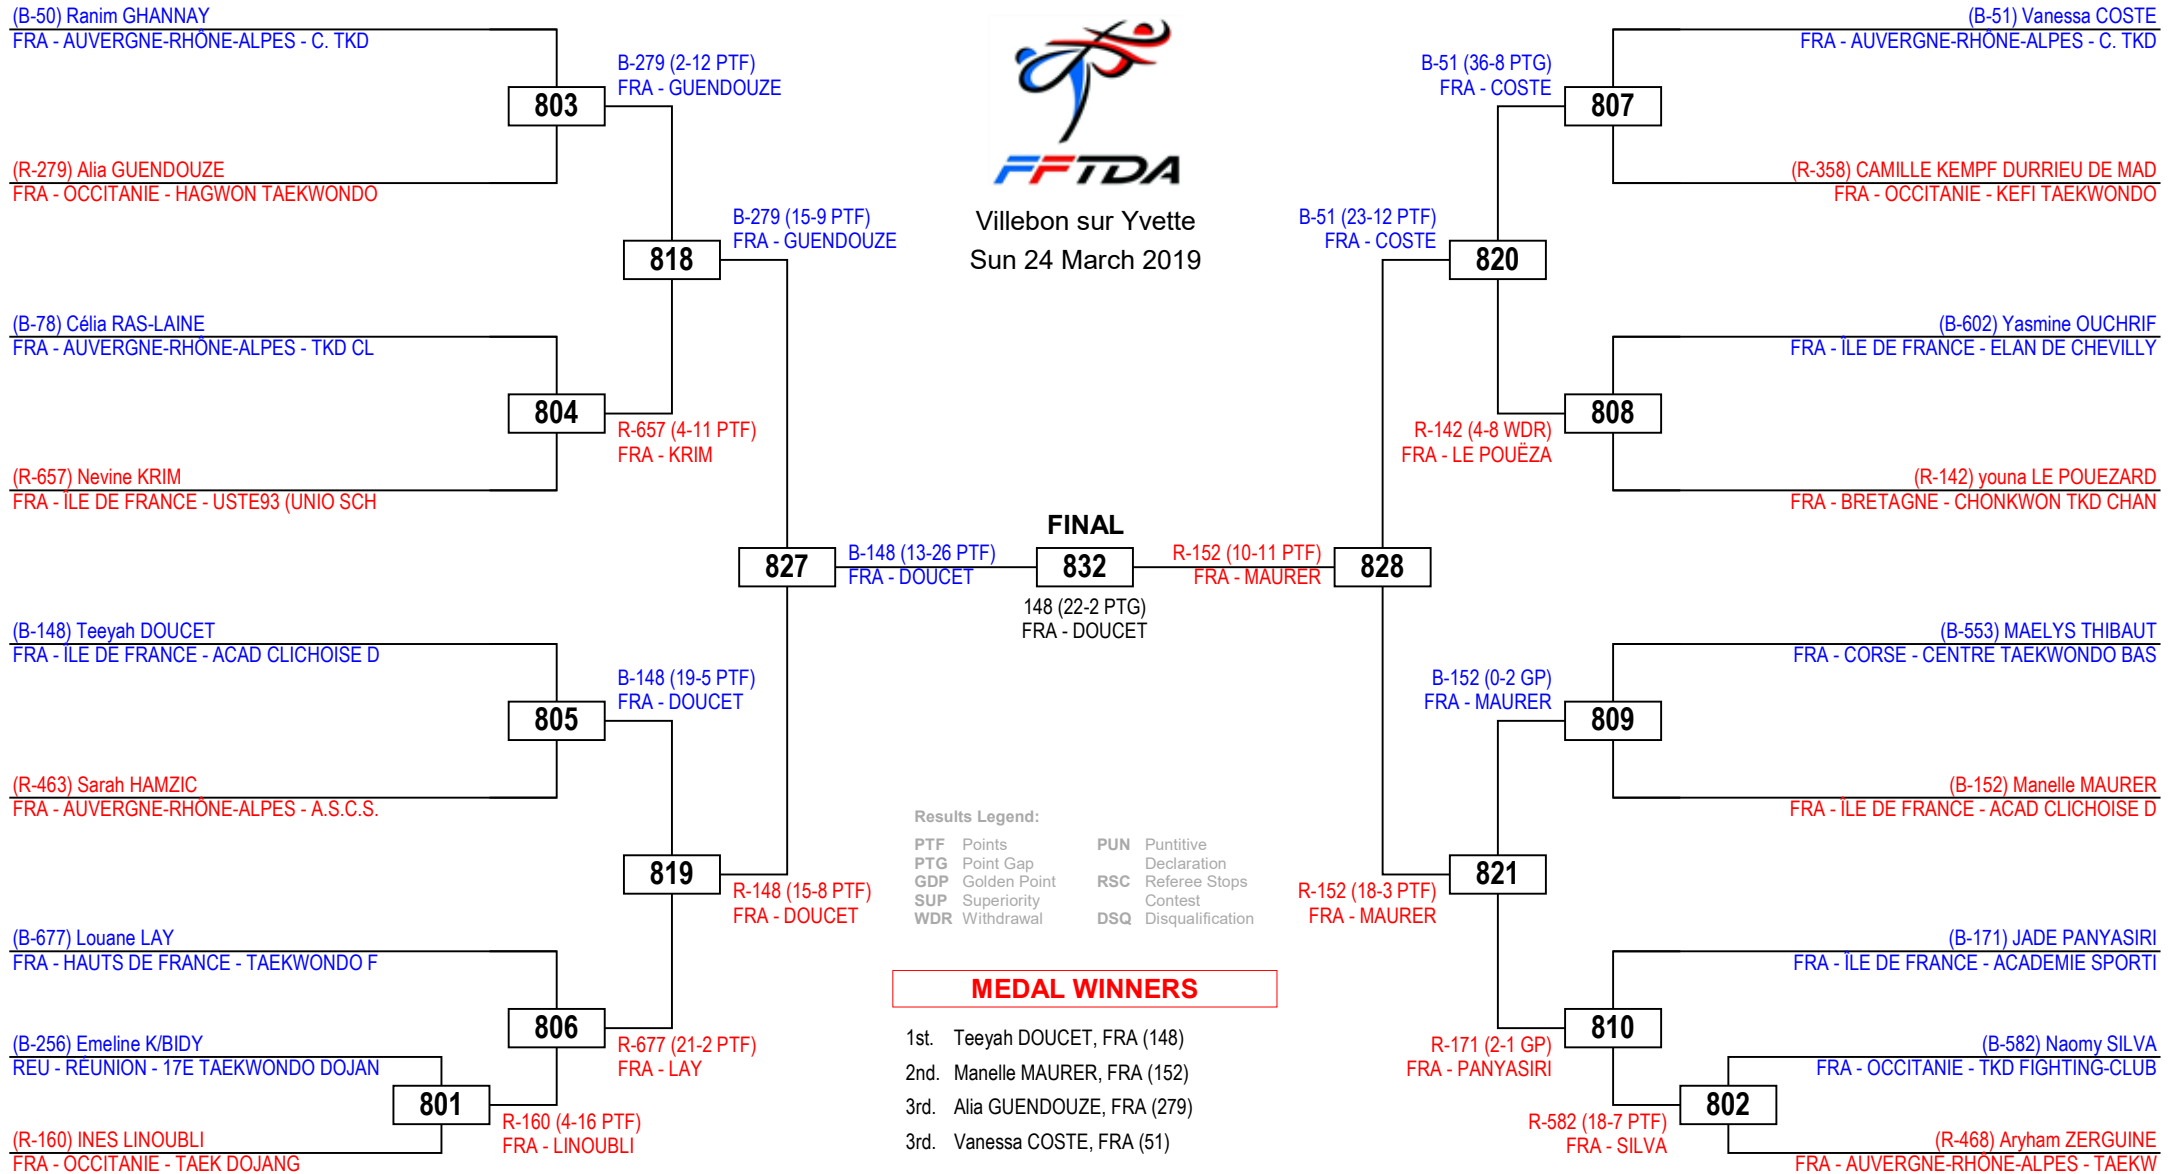 (B-50) Ranim GHANNAY
FRA - AUVERGNE-RHÔNE-ALPES - C. TKD
803
(R-279) Alia GUENDOUZE
FRA - OCCITANIE - HAGWON TAEKWONDO
B-279 (2-12 PTF)
FRA - GUENDOUZE
818
(B-78) Célia RAS-LAINE
FRA - AUVERGNE-RHÔNE-ALPES - TKD CL
804
(R-657) Nevine KRIM
FRA - ÎLE DE FRANCE - USTE93 (UNIO SCH
R-657 (4-11 PTF)
FRA - KRIM
B-279 (15-9 PTF)
FRA - GUENDOUZE
827
(B-148) Teeyah DOUCET
FRA - ÎLE DE FRANCE - ACAD CLICHOISE D
805
(R-463) Sarah HAMZIC
FRA - AUVERGNE-RHÔNE-ALPES - A.S.C.S.
B-148 (19-5 PTF)
FRA - DOUCET
819
(B-677) Louane LAY
FRA - HAUTS DE FRANCE - TAEKWONDO F
806
(B-256) Emeline K/BIDY
REU - RÉUNION - 17E TAEKWONDO DOJAN
801
(R-160) INES LINOUBLI
FRA - OCCITANIE - TAEK DOJANG
R-160 (4-16 PTF)
FRA - LINOUBLI
R-677 (21-2 PTF)
FRA - LAY
R-148 (15-8 PTF)
FRA - DOUCET
B-148 (13-26 PTF)
FRA - DOUCET
FFTDA
Villebon sur Yvette
Sun 24 March 2019
FINAL
832
148 (22-2 PTG)
FRA - DOUCET
R-152 (10-11 PTF)
FRA - MAURER
828
(B-51) Vanessa COSTE
FRA - AUVERGNE-RHÔNE-ALPES - C. TKD
807
(R-358) CAMILLE KEMPF DURRIEU DE MAD
FRA - OCCITANIE - KEFI TAEKWONDO
B-51 (36-8 PTG)
FRA - COSTE
820
B-51 (23-12 PTF)
FRA - COSTE
(B-602) Yasmine OUCHRIF
FRA - ÎLE DE FRANCE - ELAN DE CHEVILLY
808
(R-142) youna LE POUEZARD
FRA - BRETAGNE - CHONKWON TKD CHAN
R-142 (4-8 WDR)
FRA - LE POUËZA
(B-553) MAELYS THIBAUT
FRA - CORSE - CENTRE TAEKWONDO BAS
809
(B-152) Manelle MAURER
FRA - ÎLE DE FRANCE - ACAD CLICHOISE D
B-152 (0-2 GP)
FRA - MAURER
821
R-152 (18-3 PTF)
FRA - MAURER
(B-171) JADE PANYASIRI
FRA - ÎLE DE FRANCE - ACADEMIE SPORTI
810
R-171 (2-1 GP)
FRA - PANYASIRI
(B-582) Naomy SILVA
FRA - OCCITANIE - TKD FIGHTING-CLUB
802
(R-468) Aryham ZERGUINE
FRA - AUVERGNE-RHÔNE-ALPES - TAEKW
R-582 (18-7 PTF)
FRA - SILVA
Results Legend:
PTF Points
PTG Point Gap
GDP Golden Point
SUP Superiority
WDR Withdrawal
PUN Puntitive
Declaration
RSC Referee Stops
Contest
DSQ Disqualification
MEDAL WINNERS
1st. Teeyah DOUCET, FRA (148)
2nd. Manelle MAURER, FRA (152)
3rd. Alia GUENDOUZE, FRA (279)
3rd. Vanessa COSTE, FRA (51)